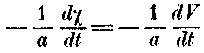 − 1/a dχ/dt = − 1/a dV/dt